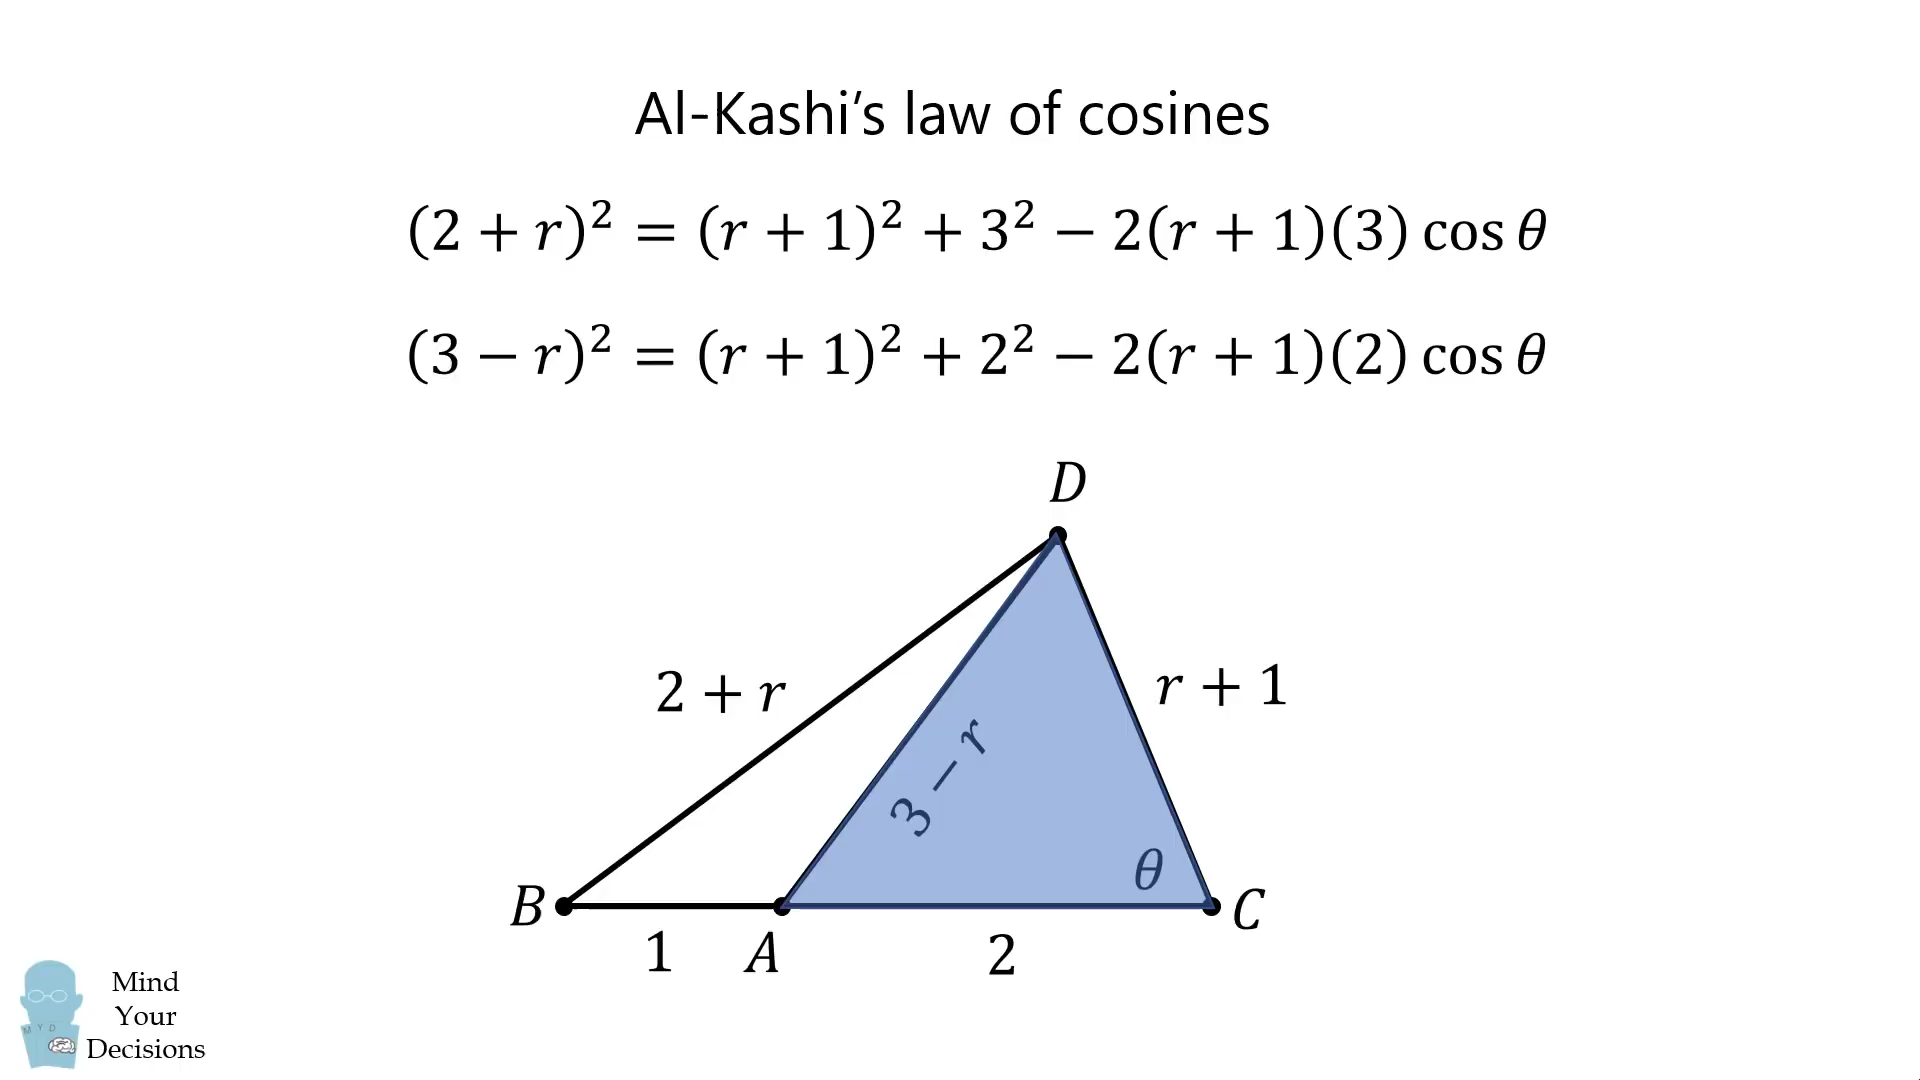 Al-Kashi’s law of cosines
(2 + r)² = (r + 1)² + 3² − 2(r + 1)(3) cos θ
(3 − r)² = (r + 1)² + 2² − 2(r + 1)(2) cos θ
D
2 + r
r + 1
3 − r
θ
B
C
1
A
2
M Y D
Mind
Your
Decisions